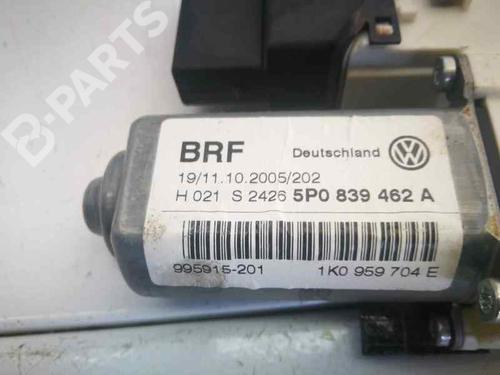 B-PARTS
BRF Deutschland
19/11.10.2005/202
H 021 S 2426 5P0 839 462 A
995915-201 1K0 959 704 E